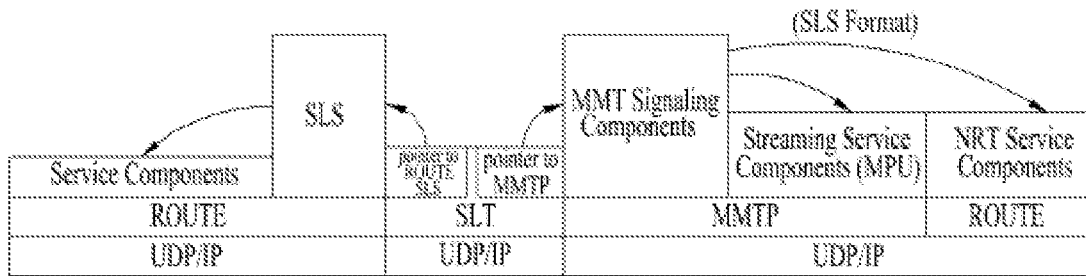 (SLS Format)
SLS
MMT Signaling
Components
Service Components
pointer to
ROUTE
SLS
pointer to
MMTP
Streaming Service
Components (MPU)
NRT Service
Components
ROUTE
SLT
MMTP
ROUTE
UDP/IP
UDP/IP
UDP/IP